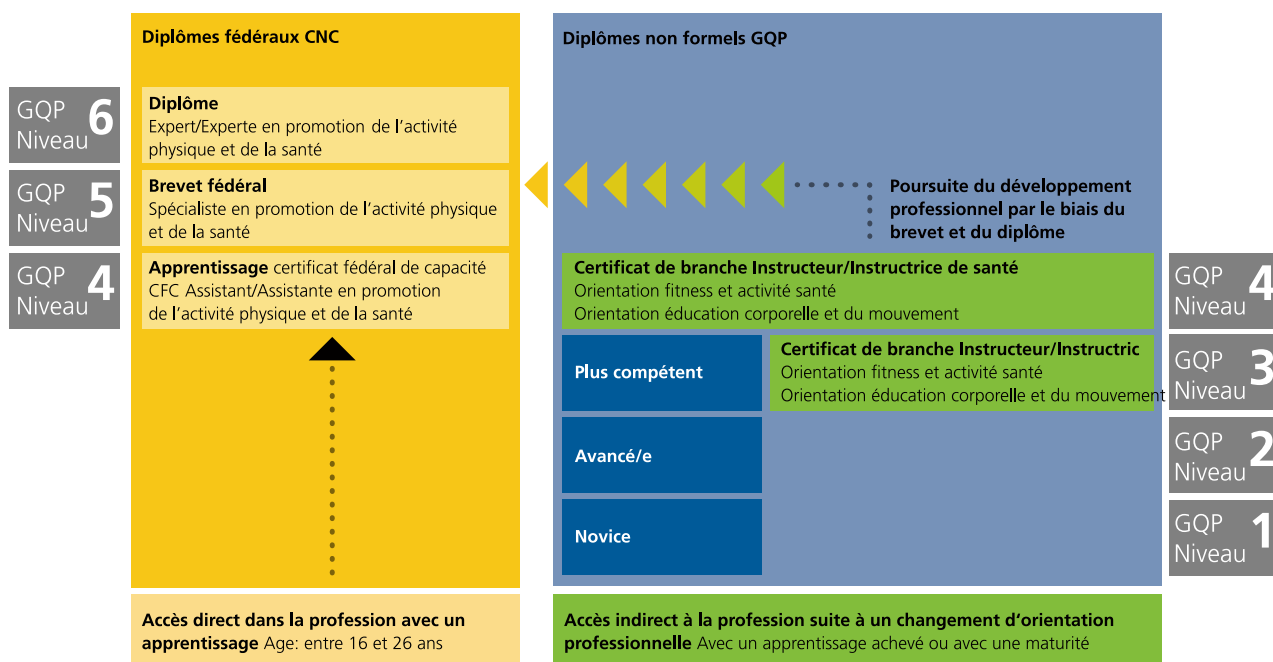 Diplômes fédéraux CNC
GQP
Niveau 6
Diplôme
Expert/Experte en promotion de l'activité
physique et de la santé
GQP
Niveau 5
Brevet fédéral
Spécialiste en promotion de l'activité physique
et de la santé
GQP
Niveau 4
Apprentissage certificat fédéral de capacité
CFC Assistant/Assistante en promotion
de l'activité physique et de la santé
Accès direct dans la profession avec un
apprentissage Age: entre 16 et 26 ans
Diplômes non formels GQP
Poursuite du développement
professionnel par le biais du
brevet et du diplôme
Certificat de branche Instructeur/Instructrice de santé
Orientation fitness et activité santé
Orientation éducation corporelle et du mouvement
GQP
Niveau 4
Plus compétent
Certificat de branche Instructeur/Instructric
Orientation fitness et activité santé
Orientation éducation corporelle et du mouvement
GQP
Niveau 3
Avancé/e
GQP
Niveau 2
Novice
GQP
Niveau 1
Accès indirect à la profession suite à un changement d'orientation
professionnelle Avec un apprentissage achevé ou avec une maturité